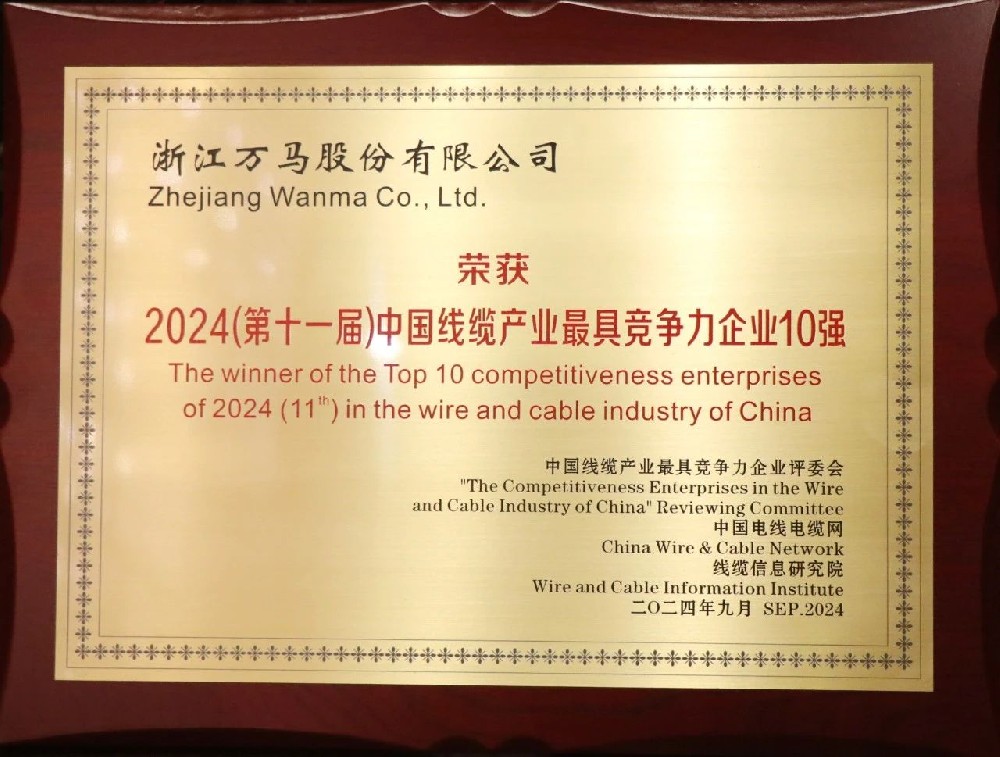 浙江万马股份有限公司
Zhejiang Wanma Co., Ltd.
荣获
2024(第十一届)中国线缆产业最具竞争力企业10强
The winner of the Top 10 competitiveness enterprises
of 2024 (11th) in the wire and cable industry of China
中国线缆产业最具竞争力企业评委会
"The Competitiveness Enterprises in the Wire
and Cable Industry of China" Reviewing Committee
中国电线电缆网
China Wire & Cable Network
线缆信息研究院
Wire and Cable Information Institute
二〇二四年九月 SEP.2024